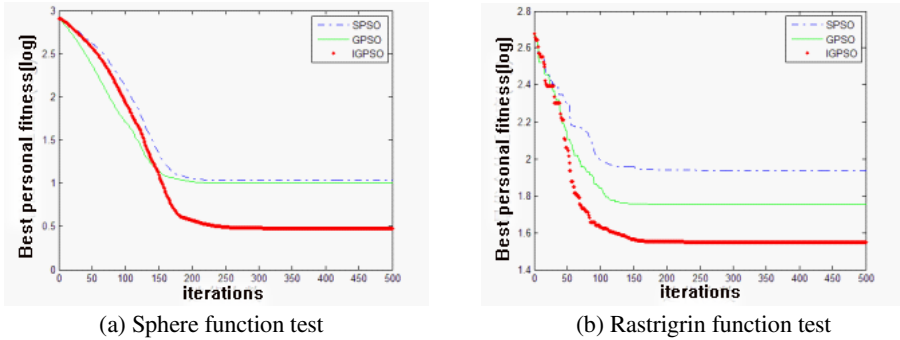 SPSO
GPSO
IGPSO
Best personal fitness(log)
3
2.5
2
1.5
1
0.5
0
0 50 100 150 200 250 300 350 400 450 500
iterations
(a) Sphere function test
SPSO
GPSO
IGPSO
Best personal fitness(log)
2.8
2.6
2.4
2.2
2
1.8
1.6
1.4
0 50 100 150 200 250 300 350 400 450 500
iterations
(b) Rastrigrin function test